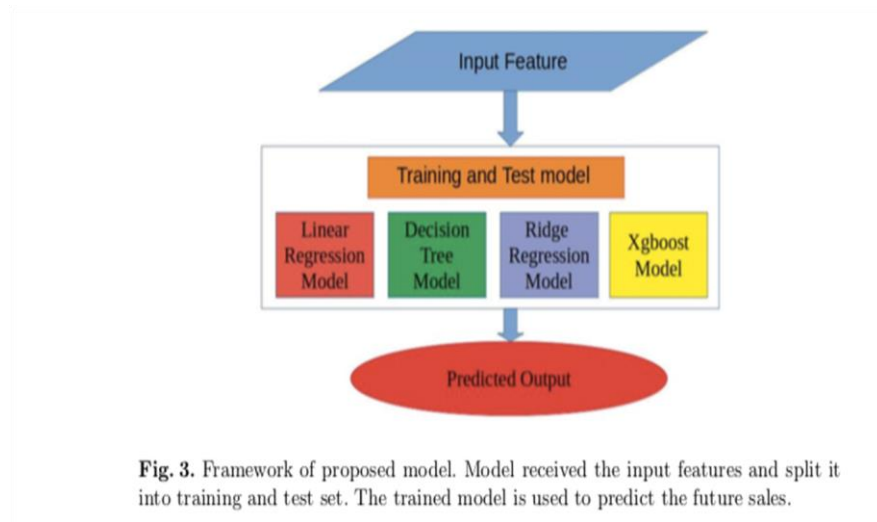 Input Feature
Training and Test model
Linear
Regression
Model
Decision
Tree
Model
Ridge
Regression
Model
Xgboost
Model
Predicted Output
Fig. 3. Framework of proposed model. Model received the input features and split it
into training and test set. The trained model is used to predict the future sales.